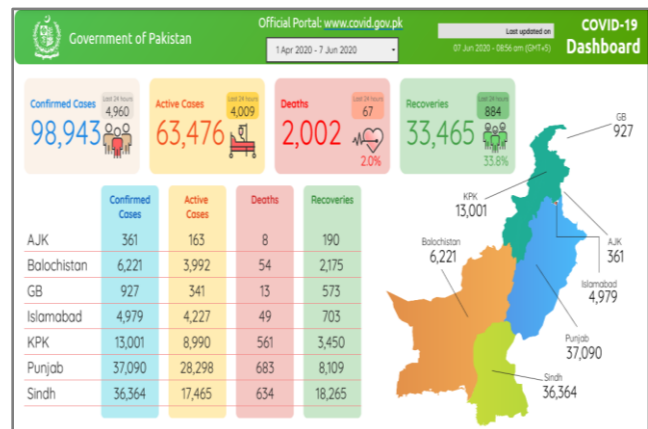 Government of Pakistan
Official Portal: www.covid.gov.pk
1 Apr 2020 - 7 Jun 2020
Last updated on
07 Jun 2020 - 08:56 am (GMT+5)
COVID-19
Dashboard
Confirmed Cases
Last 24 hours
4,960
98,943
Active Cases
Last 24 hours
4,009
63,476
Deaths
Last 24 hours
67
2,002
2.0%
Recoveries
Last 24 hours
884
33,465
33.8%
Confirmed Cases Active Cases Deaths Recoveries
AJK 361 163 8 190
Balochistan 6,221 3,992 54 2,175
GB 927 341 13 573
Islamabad 4,979 4,227 49 703
KPK 13,001 8,990 561 3,450
Punjab 37,090 28,298 683 8,109
Sindh 36,364 17,465 634 18,265
GB
927
KPK
13,001
Balochistan
6,221
AJK
361
Islamabad
4,979
Punjab
37,090
Sindh
36,364